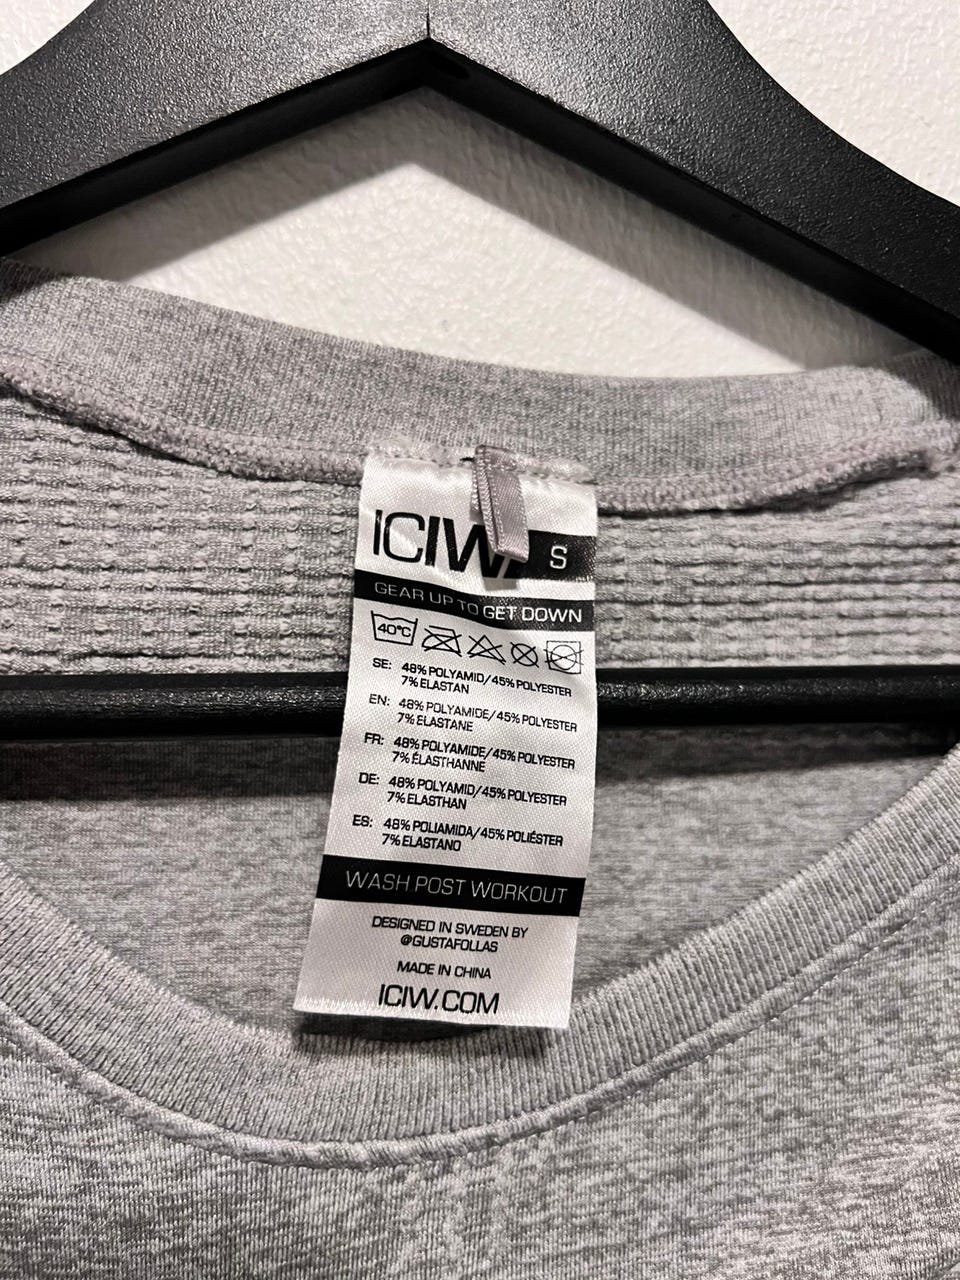 ICIW
S
GEAR UP TO GET DOWN
40°C
SE: 48% POLYAMID/45% POLYESTER
7% ELASTAN
EN: 48% POLYAMIDE/45% POLYESTER
7% ELASTANE
FR: 48% POLYAMIDE/45% POLYESTER
7% ÉLASTHANNE
DE: 48% POLYAMID/45% POLYESTER
7% ELASTHAN
ES: 48% POLIAMIDA/45% POLIÉSTER
7% ELASTANO
WASH POST WORKOUT
DESIGNED IN SWEDEN BY
@GUSTAFOLLAS
MADE IN CHINA
ICIW.COM